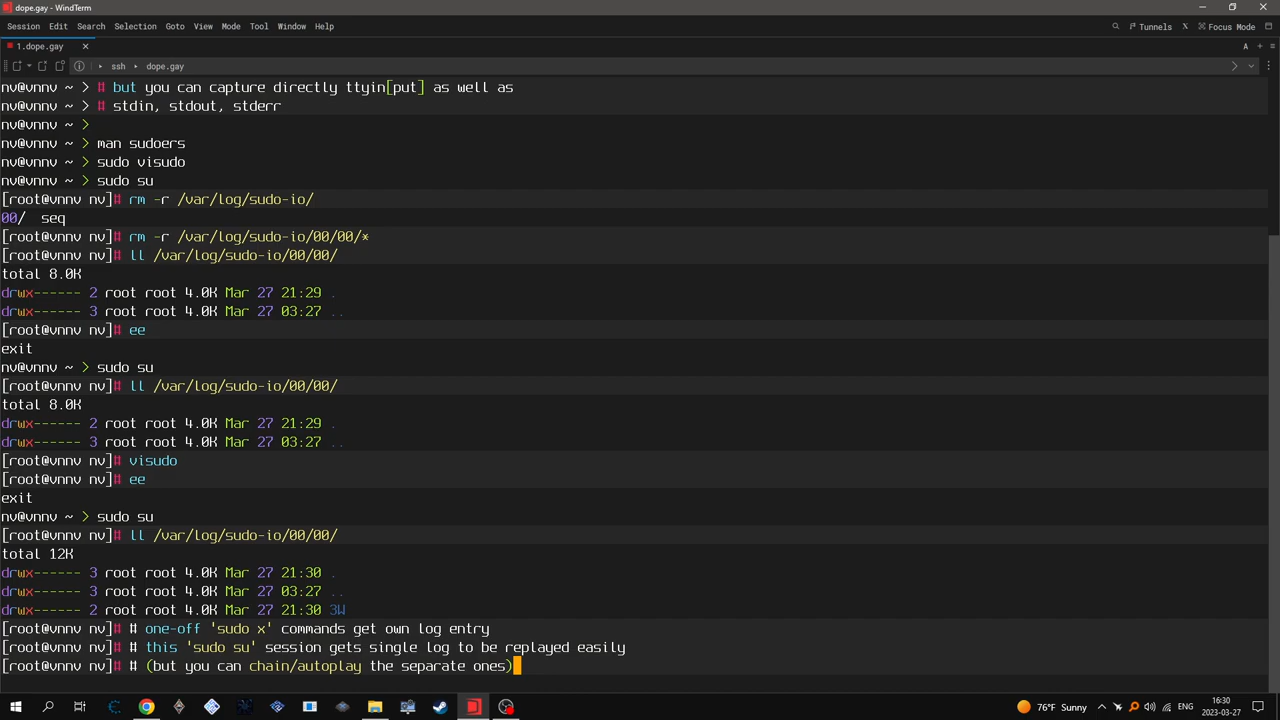 dope.gay - WindTerm
Session Edit Search Selection Goto View Mode Tool Window Help Tunnels X Focus Mode
1.dope.gay A
ssh dope.gay
nv@vnnv ~ > # but you can capture directly ttyin[put] as well as
nv@vnnv ~ > # stdin, stdout, stderr
nv@vnnv ~ >
nv@vnnv ~ > man sudoers
nv@vnnv ~ > sudo visudo
nv@vnnv ~ > sudo su
[root@vnnv nv]# rm -r /var/log/sudo-io/
00/  seq
[root@vnnv nv]# rm -r /var/log/sudo-io/00/00/*
[root@vnnv nv]# ll /var/log/sudo-io/00/00/
total 8.0K
drwx------ 2 root root 4.0K Mar 27 21:29 .
drwx------ 3 root root 4.0K Mar 27 03:27 ..
[root@vnnv nv]# ee
exit
nv@vnnv ~ > sudo su
[root@vnnv nv]# ll /var/log/sudo-io/00/00/
total 8.0K
drwx------ 2 root root 4.0K Mar 27 21:29 .
drwx------ 3 root root 4.0K Mar 27 03:27 ..
[root@vnnv nv]# visudo
[root@vnnv nv]# ee
exit
nv@vnnv ~ > sudo su
[root@vnnv nv]# ll /var/log/sudo-io/00/00/
total 12K
drwx------ 3 root root 4.0K Mar 27 21:30 .
drwx------ 3 root root 4.0K Mar 27 03:27 ..
drwx------ 2 root root 4.0K Mar 27 21:30 3W
[root@vnnv nv]# # one-off 'sudo x' commands get own log entry
[root@vnnv nv]# # this 'sudo su' session gets single log to be replayed easily
[root@vnnv nv]# # (but you can chain/autoplay the separate ones)
76°F Sunny ENG 16:30
2023-03-27